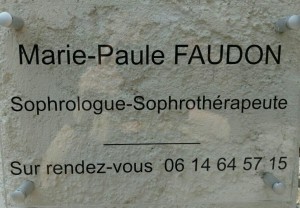 Marie-Paule FAUDON
Sophrologue-Sophrothérapeute
Sur rendez-vous 06 14 64 57 15